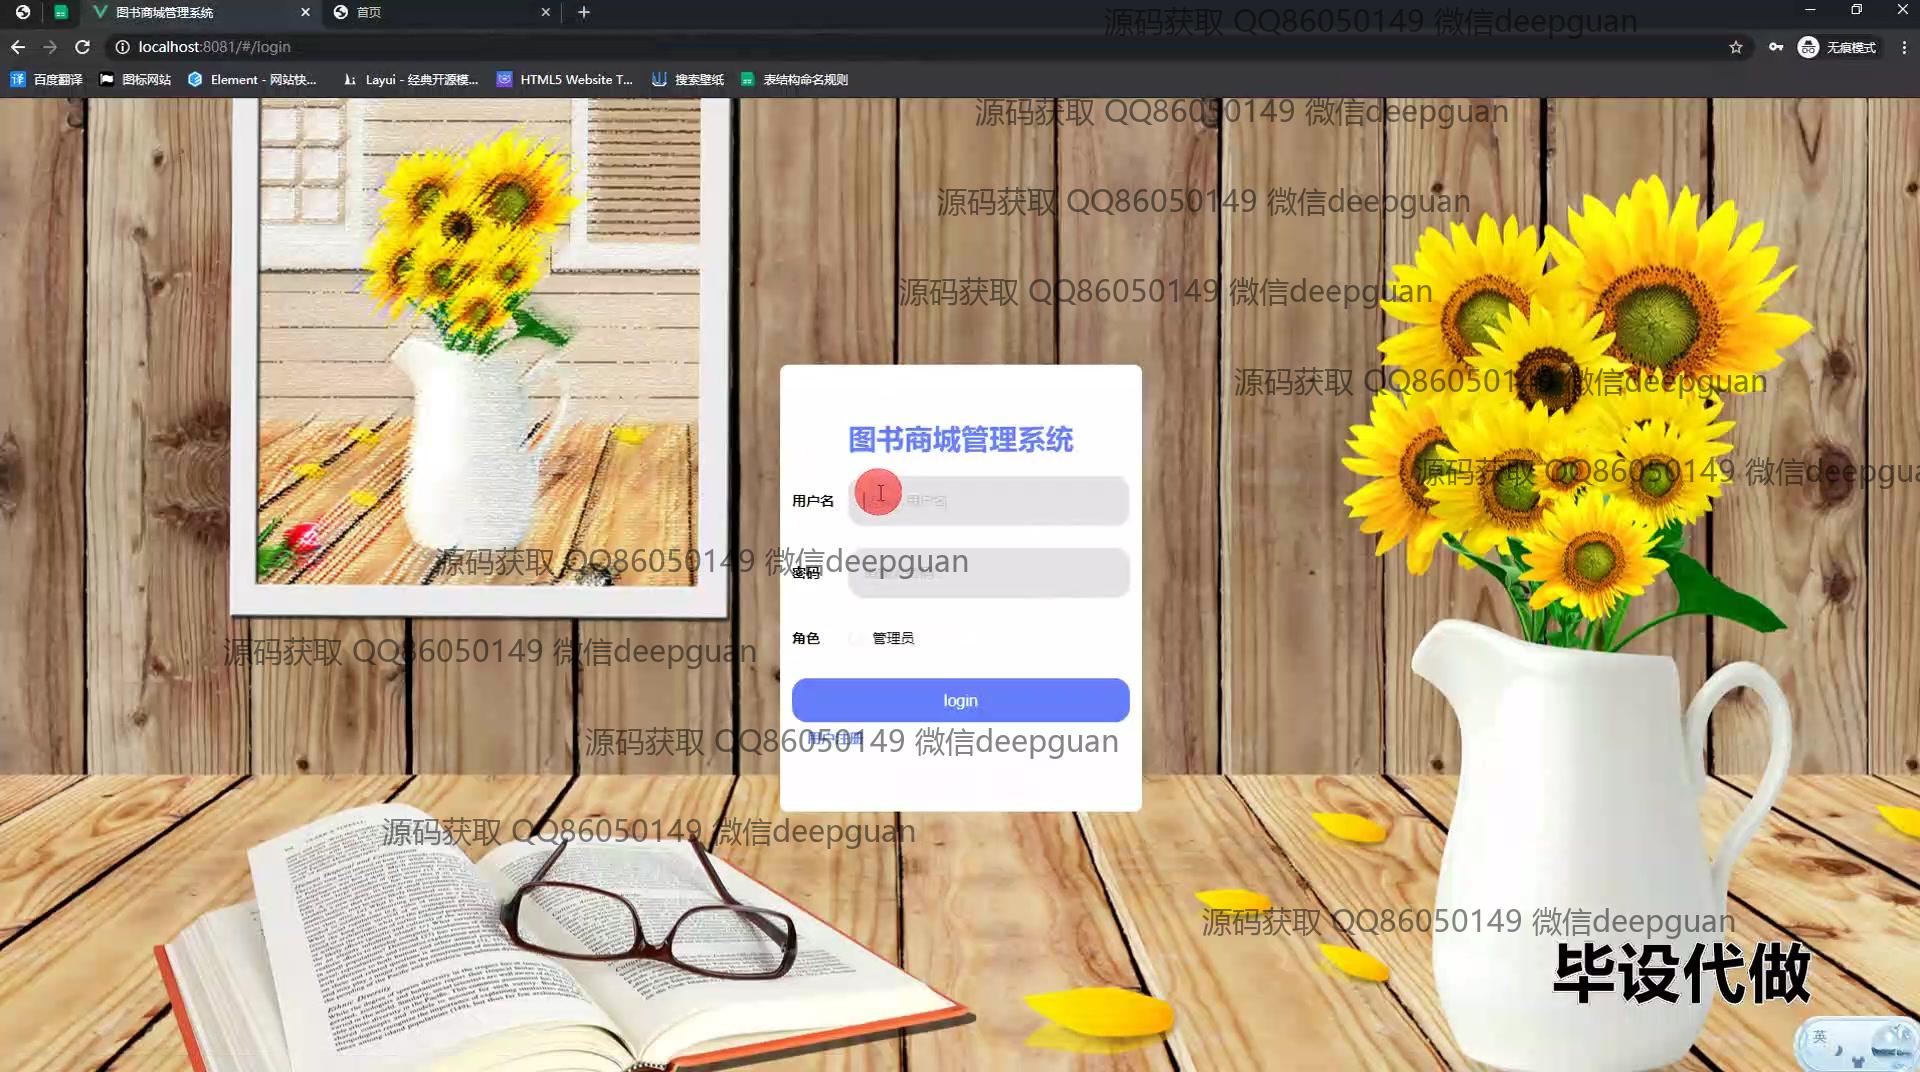 图书商城管理系统
首页
源码获取 QQ86050149 微信deepguan
localhost:8081/#/login
无痕模式
百度翻译
图标网站
Element - 网站快...
Layui - 经典开源模...
HTML5 Website T...
搜索壁纸
表结构命名规则
源码获取 QQ86050149 微信deepguan
源码获取 QQ86050149 微信deepguan
源码获取 QQ86050149 微信deepguan
源码获取 QQ86050149 微信deepguan
图书商城管理系统
源码获取 QQ86050149 微信deepgua
用户名
用户名
源码获取 QQ86050149 微信deepguan
密码
角色
管理员
源码获取 QQ86050149 微信deepguan
login
用户注册
源码获取 QQ86050149 微信deepguan
源码获取 QQ86050149 微信deepguan
源码获取 QQ86050149 微信deepguan
毕设代做
英